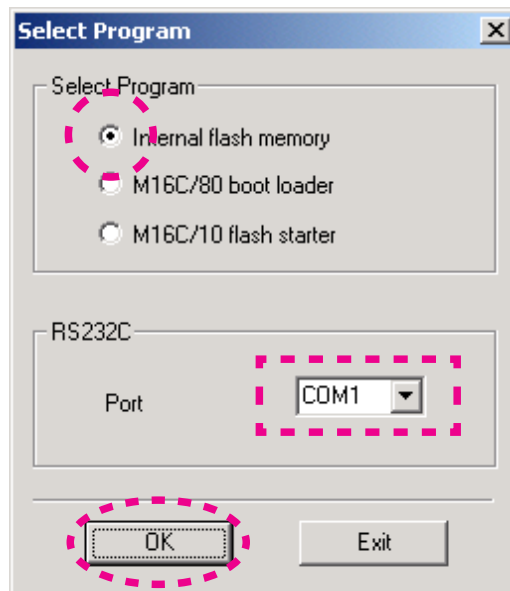 Select Program
Select Program
Internal flash memory
M16C/80 boot loader
M16C/10 flash starter
RS232C
Port COM1
OK Exit